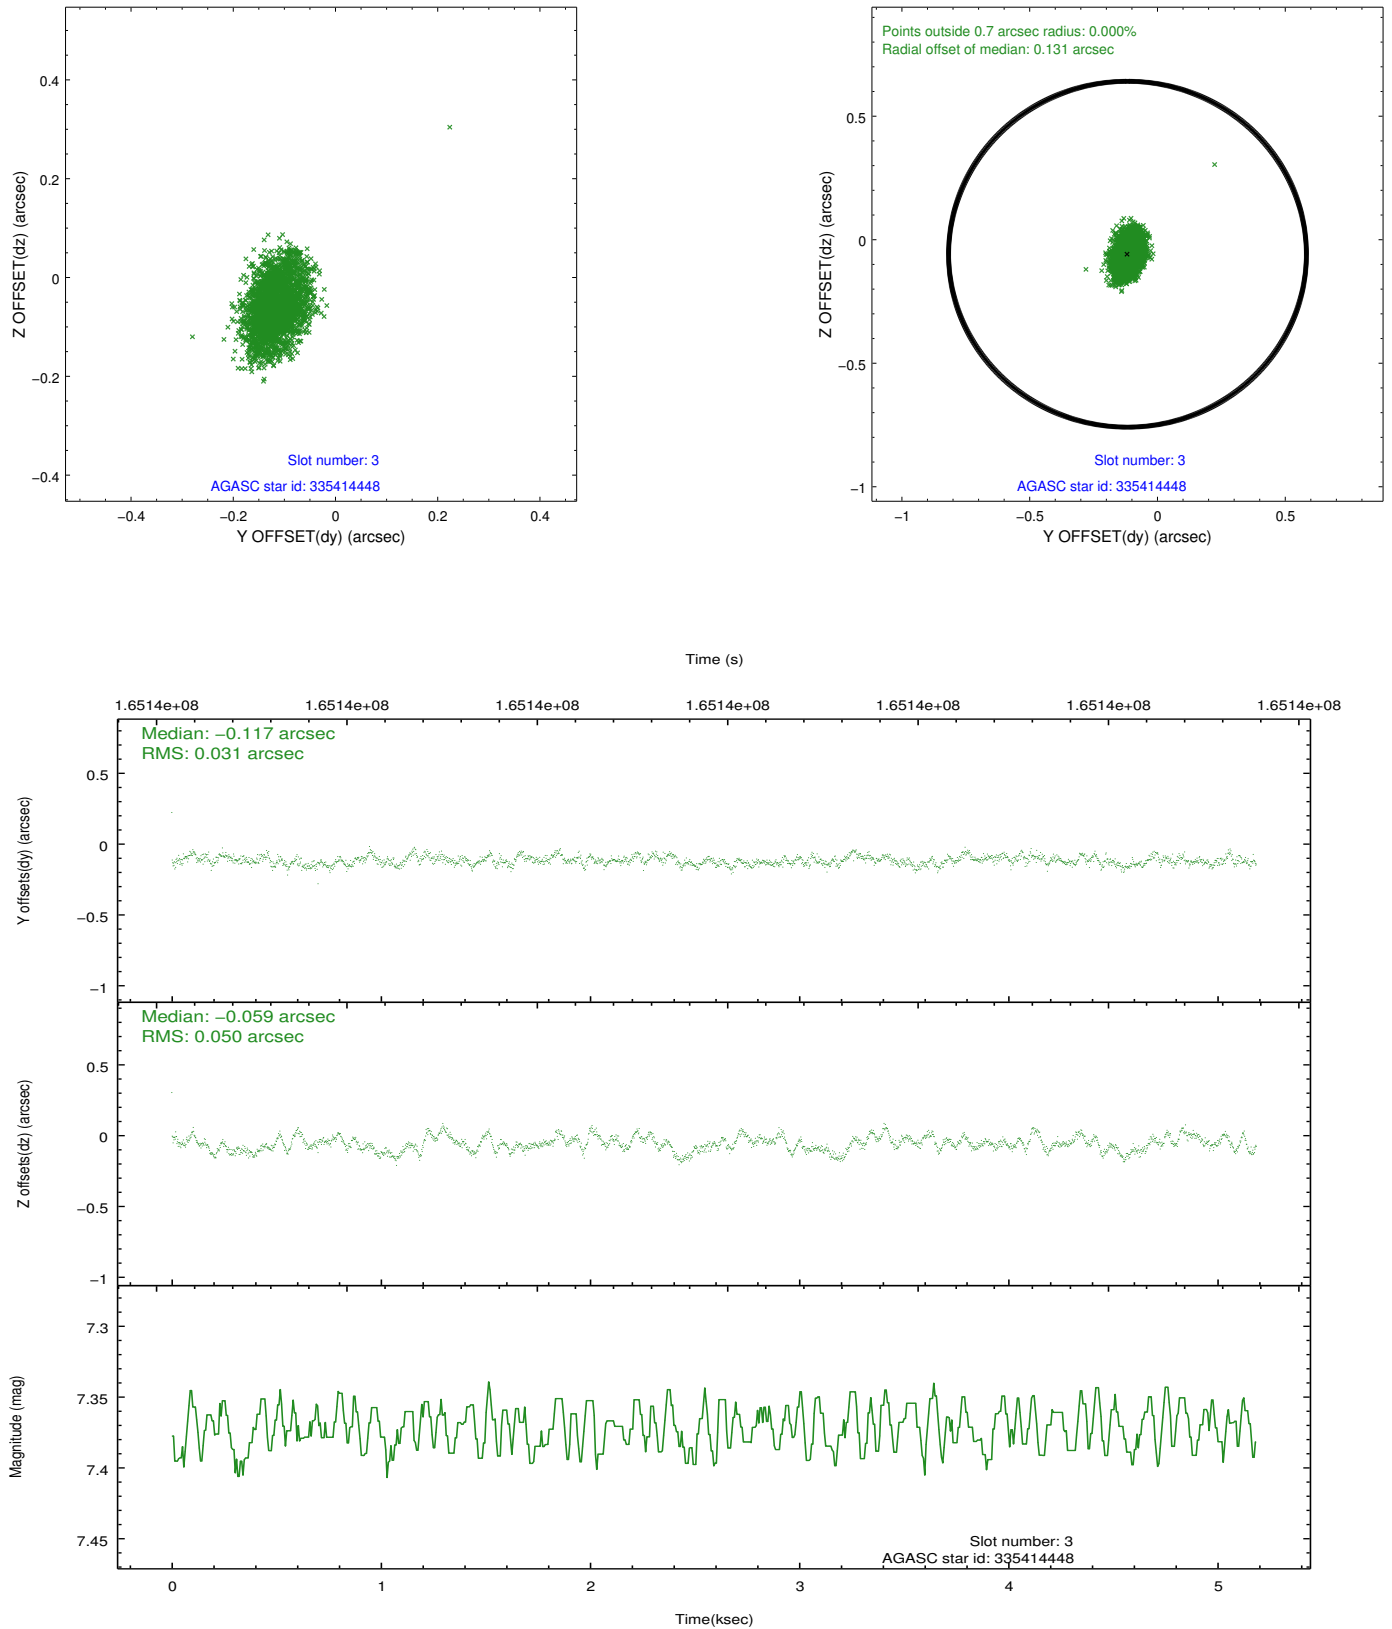 0.4
0.2
0
−0.2
−0.4
Z OFFSET(dz) (arcsec)
Slot number: 3
AGASC star id: 335414448
−0.4 −0.2 0 0.2 0.4
Y OFFSET(dy) (arcsec)
Points outside 0.7 arcsec radius: 0.000%
Radial offset of median: 0.131 arcsec
0.5
0
−0.5
−1
Z OFFSET(dz) (arcsec)
Slot number: 3
AGASC star id: 335414448
−1 −0.5 0 0.5
Y OFFSET(dy) (arcsec)
Time (s)
1.6514e+08 1.6514e+08 1.6514e+08 1.6514e+08 1.6514e+08 1.6514e+08 1.6514e+08
Median: −0.117 arcsec
RMS: 0.031 arcsec
0.5
0
−0.5
−1
Y offsets(dy) (arcsec)
Median: −0.059 arcsec
RMS: 0.050 arcsec
0.5
0
−0.5
−1
Z offsets(dz) (arcsec)
7.3
7.35
7.4
7.45
Magnitude (mag)
Slot number: 3
AGASC star id: 335414448
0 1 2 3 4 5
Time(ksec)